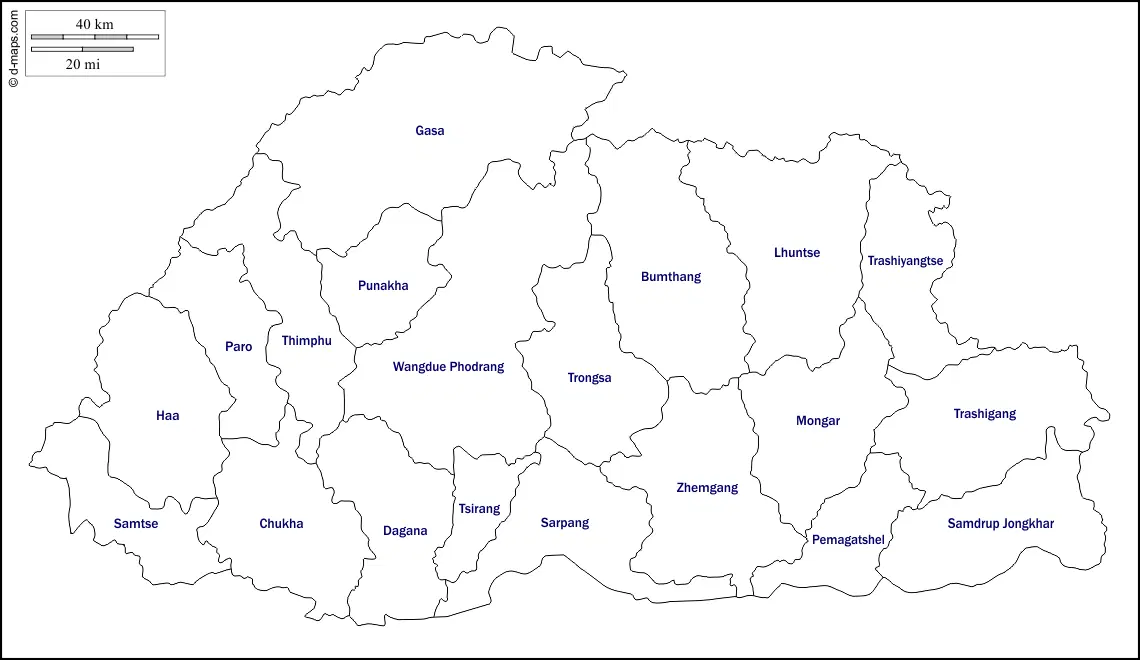 © d-maps.com
40 km
20 mi
Gasa
Punakha
Lhuntse
Trashiyangtse
Bumthang
Thimphu
Paro
Wangdue Phodrang
Trongsa
Haa
Mongar
Trashigang
Zhemgang
Tsirang
Samtse
Chukha
Dagana
Sarpang
Samdrup Jongkhar
Pemagatshel